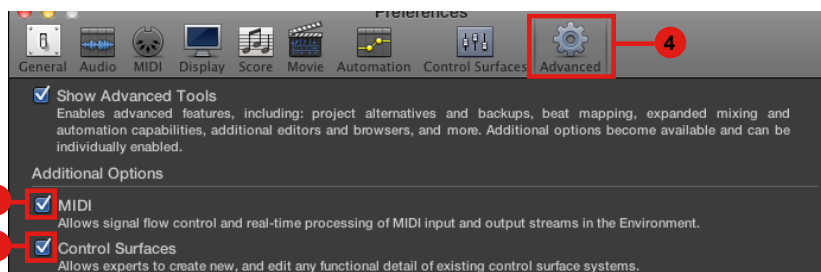 Preferences
General Audio MIDI Display Score Movie Automation Control Surfaces Advanced
4
Show Advanced Tools
Enables advanced features, including: project alternatives and backups, beat mapping, expanded mixing and
automation capabilities, additional editors and browsers, and more. Additional options become available and can be
individually enabled.
Additional Options
MIDI
Allows signal flow control and real-time processing of MIDI input and output streams in the Environment.
Control Surfaces
Allows experts to create new, and edit any functional detail of existing control surface systems.